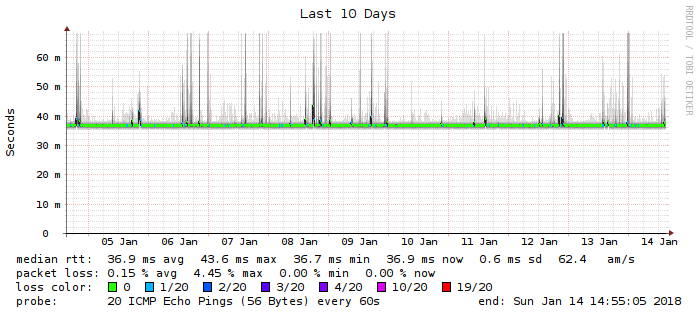 Last 10 Days
RRDTOOL / TOBI OETIKER
Seconds
60 m
50 m
40 m
30 m
20 m
10 m
0
05 Jan 06 Jan 07 Jan 08 Jan 09 Jan 10 Jan 11 Jan 12 Jan 13 Jan 14 Jan
median rtt: 36.9 ms avg 43.6 ms max 36.7 ms min 36.9 ms now 0.6 ms sd 62.4 am/s
packet loss: 0.15 % avg 4.45 % max 0.00 % min 0.00 % now
loss color: 0 1/20 2/20 3/20 4/20 10/20 19/20
probe: 20 ICMP Echo Pings (56 Bytes) every 60s end: Sun Jan 14 14:55:05 2018